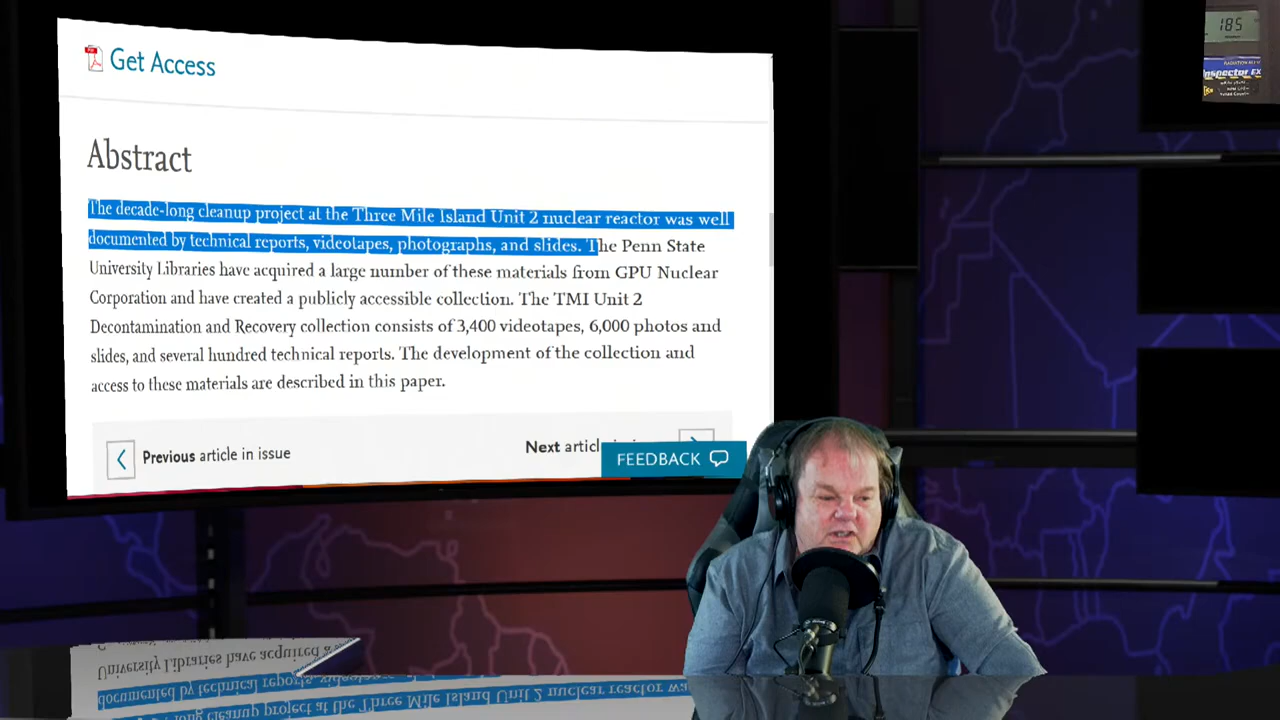 Get Access
Abstract
The decade-long cleanup project at the Three Mile Island Unit 2 nuclear reactor was well
documented by technical reports, videotapes, photographs, and slides. The Penn State
University Libraries have acquired a large number of these materials from GPU Nuclear
Corporation and have created a publicly accessible collection. The TMI Unit 2
Decontamination and Recovery collection consists of 3,400 videotapes, 6,000 photos and
slides, and several hundred technical reports. The development of the collection and
access to these materials are described in this paper.
Previous article in issue
Next
FEEDBACK
185
Inspector EX